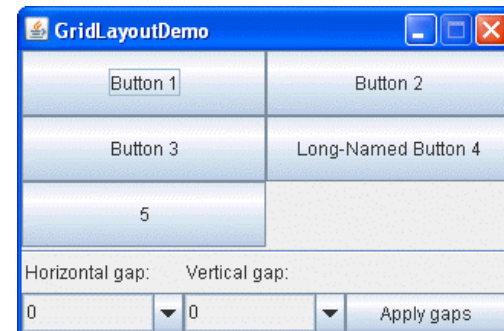 GridLayoutDemo
Button 1 Button 2
Button 3 Long-Named Button 4
5
Horizontal gap: Vertical gap:
0 0 Apply gaps